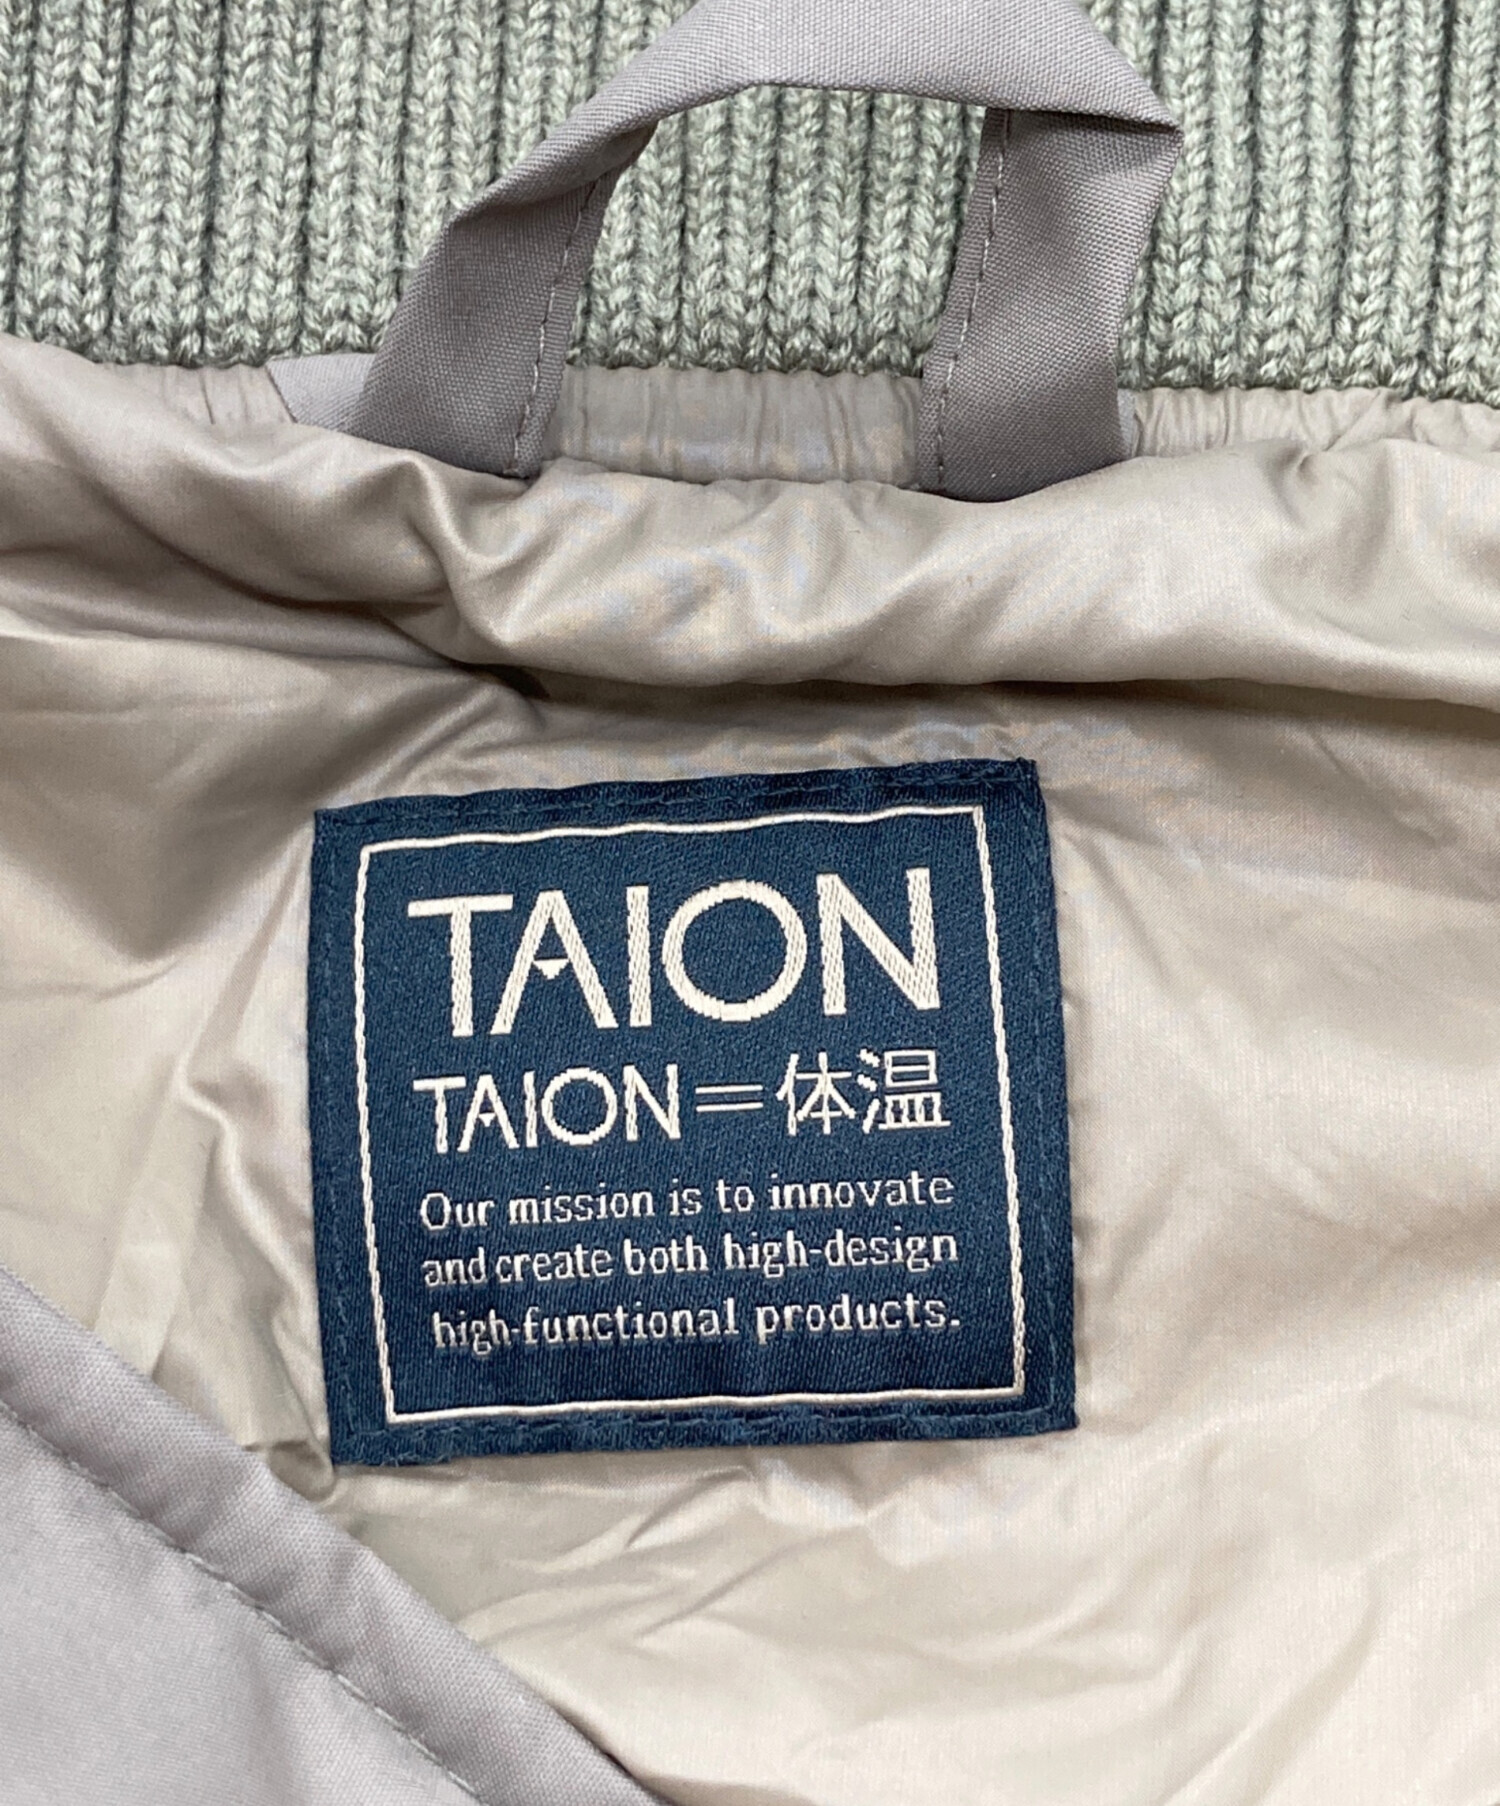 TAION
TAION=体温
Our mission is to innovate
and create both high-design
high-functional products.